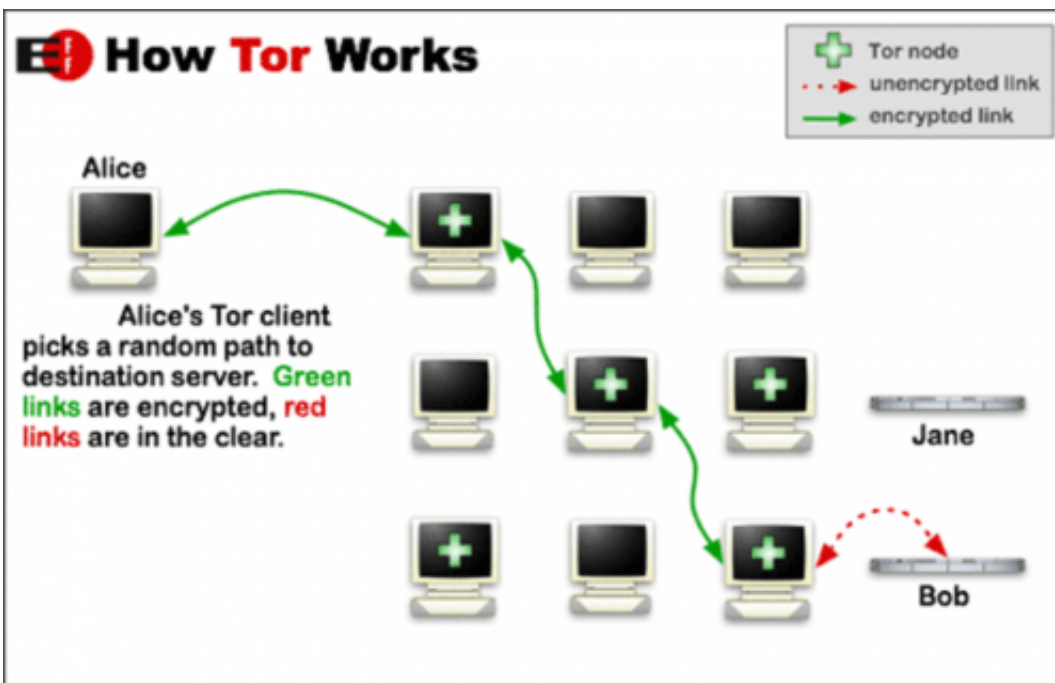 How Tor Works
Tor node
unencrypted link
encrypted link
Alice
Alice's Tor client
picks a random path to
destination server. Green
links are encrypted, red
links are in the clear.
Jane
Bob